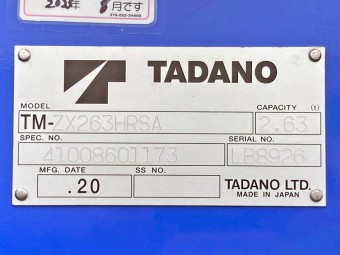 8月です
TADANO
MODEL CAPACITY (t)
TM-ZX263HRSA 2.63
SPEC. NO. SERIAL NO.
41008601173 LB8926
MFG. DATE SS NO.
.20 TADANO LTD.
MADE IN JAPAN